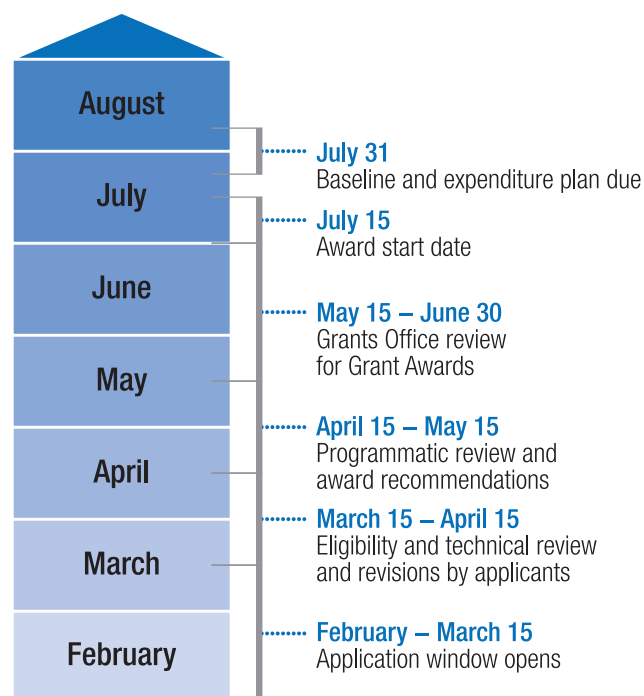 August
July
June
May
April
March
February
July 31
Baseline and expenditure plan due
July 15
Award start date
May 15 – June 30
Grants Office review
for Grant Awards
April 15 – May 15
Programmatic review and
award recommendations
March 15 – April 15
Eligibility and technical review
and revisions by applicants
February – March 15
Application window opens